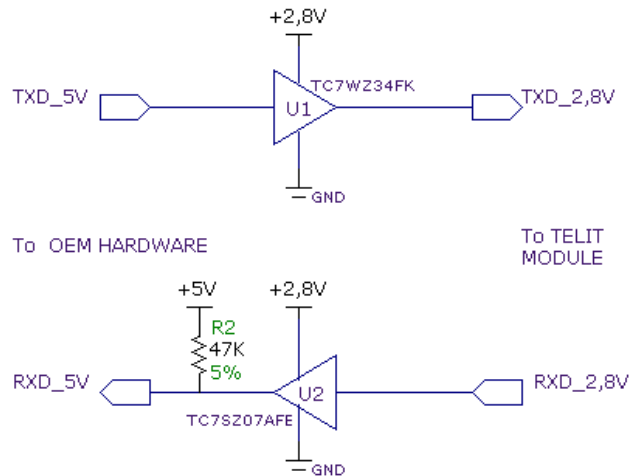 +2,8V
TC7WZ34FK
TXD_5V
U1
TXD_2,8V
GND
To OEM HARDWARE
To TELIT
MODULE
+5V
+2,8V
R2
47K
5%
RXD_5V
U2
RXD_2,8V
TC7SZ07AFE
GND